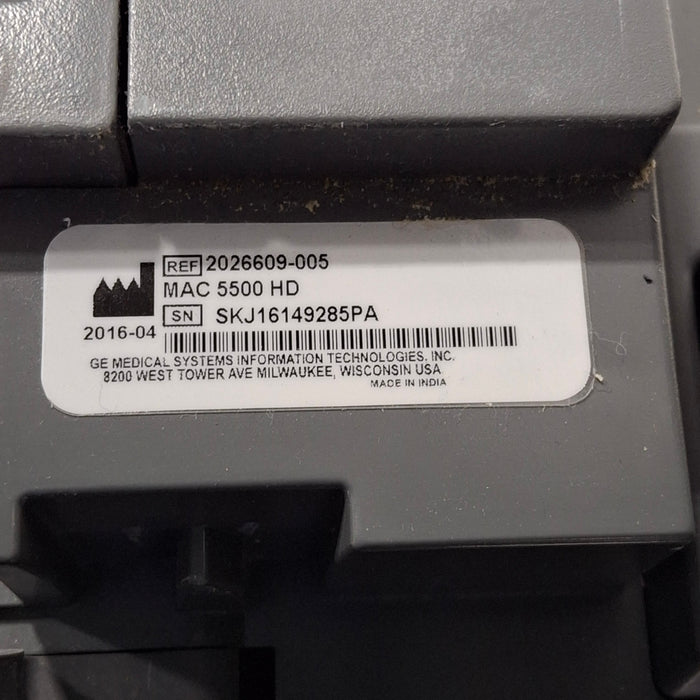 REF 2026609-005
MAC 5500 HD
SN SKJ16149285PA
2016-04
GE MEDICAL SYSTEMS INFORMATION TECHNOLOGIES, INC.
8200 WEST TOWER AVE MILWAUKEE, WISCONSIN USA
MADE IN INDIA